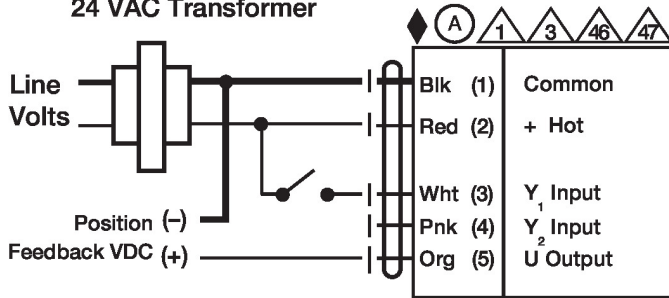 24 VAC Transformer
A 1 3 46 47
Line Volts
Blk (1) Common
Red (2) + Hot
Wht (3) Y1 Input
Position (–)
Pnk (4) Y2 Input
Feedback VDC (+)
Org (5) U Output